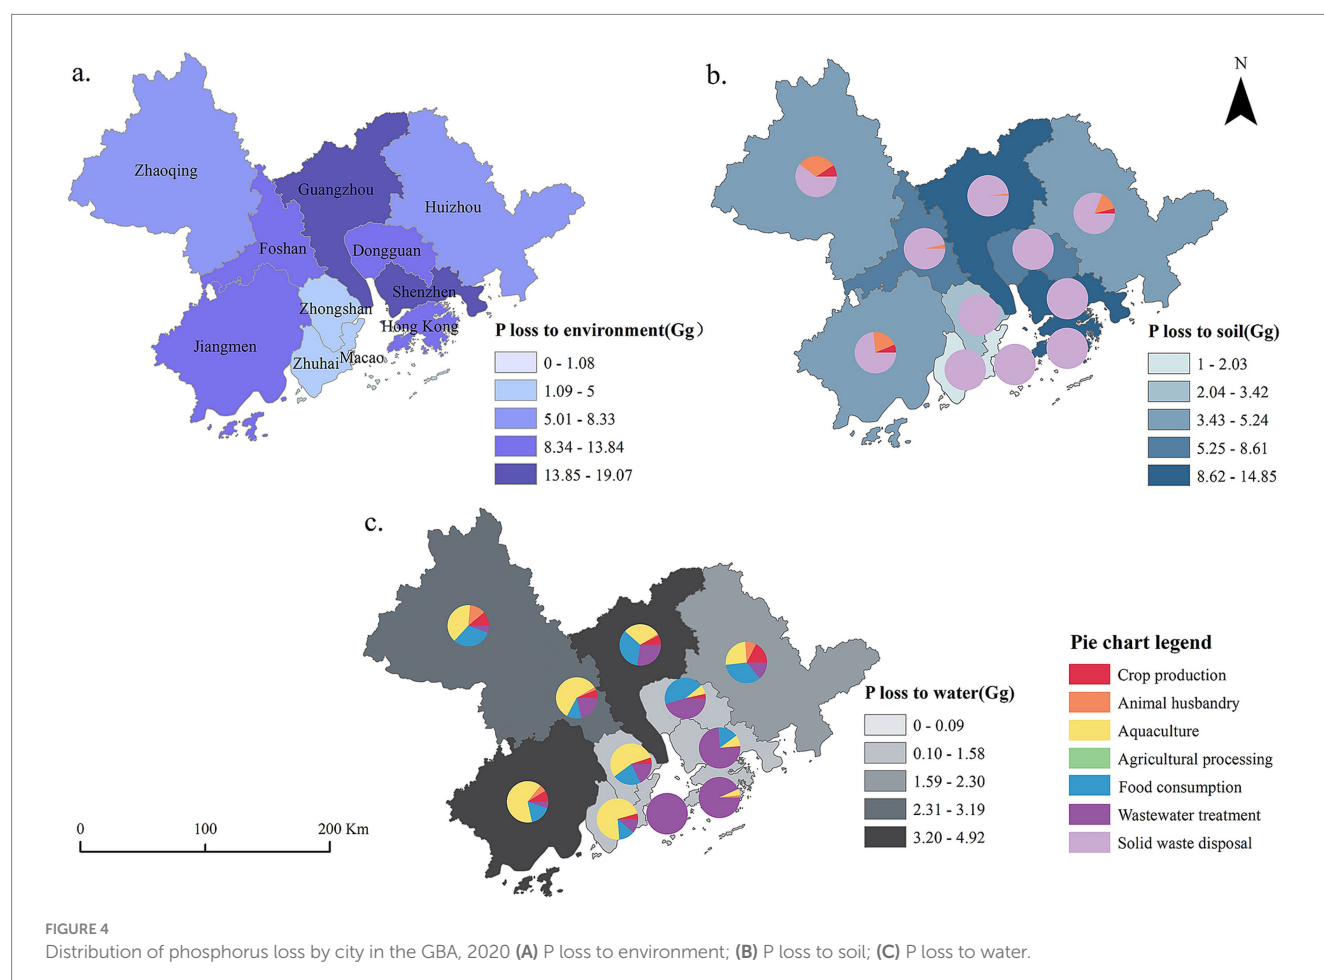 a.
Zhaoqing
Guangzhou
Huizhou
Foshan
Dongguan
Shenzhen
Zhongshan
Hong Kong
Jiangmen
Zhuhai
Macao
P loss to environment(Gg）
0 - 1.08
1.09 - 5
5.01 - 8.33
8.34 - 13.84
13.85 - 19.07
b.
N
P loss to soil(Gg)
1 - 2.03
2.04 - 3.42
3.43 - 5.24
5.25 - 8.61
8.62 - 14.85
c.
P loss to water(Gg)
0 - 0.09
0.10 - 1.58
1.59 - 2.30
2.31 - 3.19
3.20 - 4.92
Pie chart legend
Crop production
Animal husbandry
Aquaculture
Agricultural processing
Food consumption
Wastewater treatment
Solid waste disposal
0 100 200 Km
FIGURE 4
Distribution of phosphorus loss by city in the GBA, 2020 (A) P loss to environment; (B) P loss to soil; (C) P loss to water.